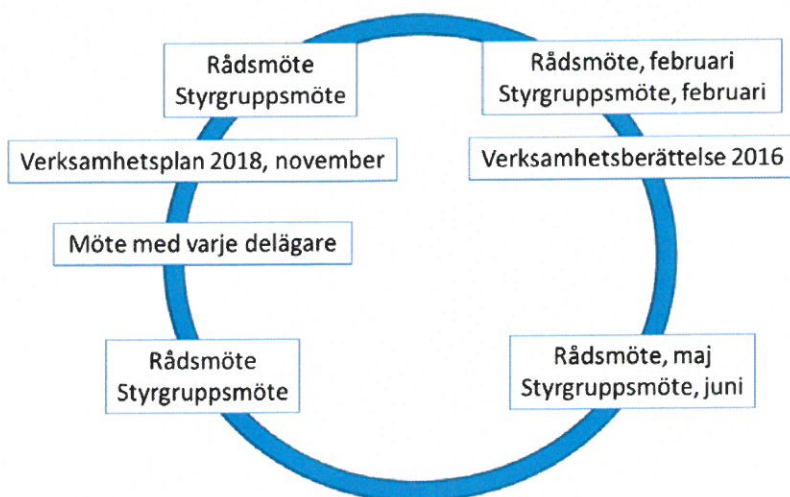 Rådsmöte
Styrgruppsmöte
Rådsmöte, februari
Styrgruppsmöte, februari
Verksamhetsplan 2018, november
Verksamhetsberättelse 2016
Möte med varje delägare
Rådsmöte
Styrgruppsmöte
Rådsmöte, maj
Styrgruppsmöte, juni